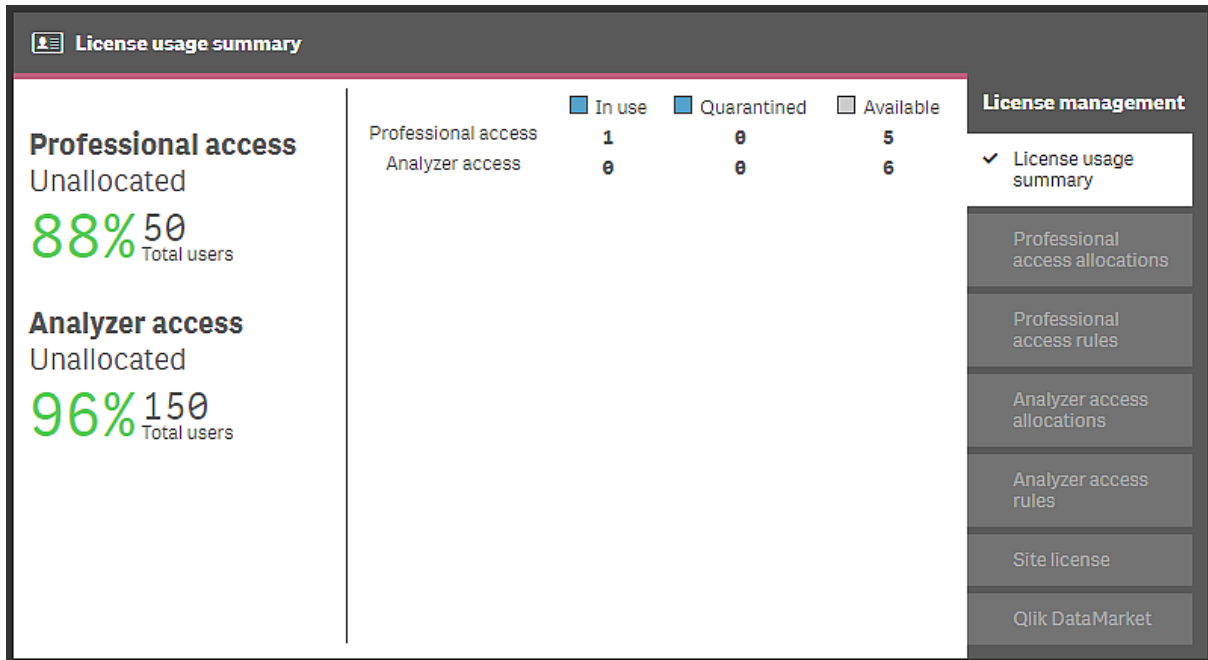 License usage summary
Professional access
Unallocated
88% 50
Total users
Analyzer access
Unallocated
96% 150
Total users
In use Quarantined Available
Professional access 1 0 5
Analyzer access 0 0 6
License management
License usage
summary
Professional
access allocations
Professional
access rules
Analyzer access
allocations
Analyzer access
rules
Site license
Qlik DataMarket